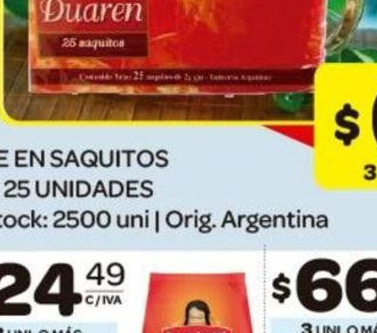 Duaren
25 saquitos
$
3
E EN SAQUITOS
25 UNIDADES
tock: 2500 uni | Orig. Argentina
24 49
C/IVA
$66
3 UNI. O MÁ